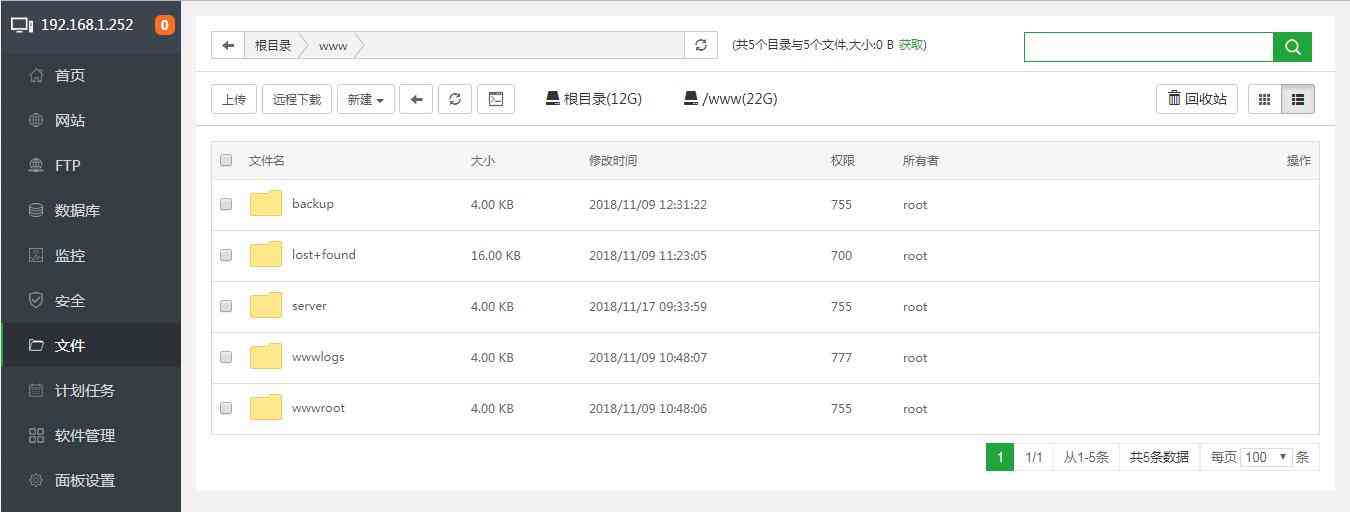 192.168.1.252 0
首页
网站
FTP
数据库
监控
安全
文件
计划任务
软件管理
面板设置
根目录 www (共5个目录与5个文件,大小:0 B 获取)
上传 远程下载 新建 根目录(12G) /www(22G) 回收站
文件名 大小 修改时间 权限 所有者 操作
backup 4.00 KB 2018/11/09 12:31:22 755 root
lost+found 16.00 KB 2018/11/09 11:23:05 700 root
server 4.00 KB 2018/11/17 09:33:59 755 root
wwwlogs 4.00 KB 2018/11/09 10:48:07 777 root
wwwroot 4.00 KB 2018/11/09 10:48:06 755 root
1 1/1 从1-5条 共5条数据 每页 100 条